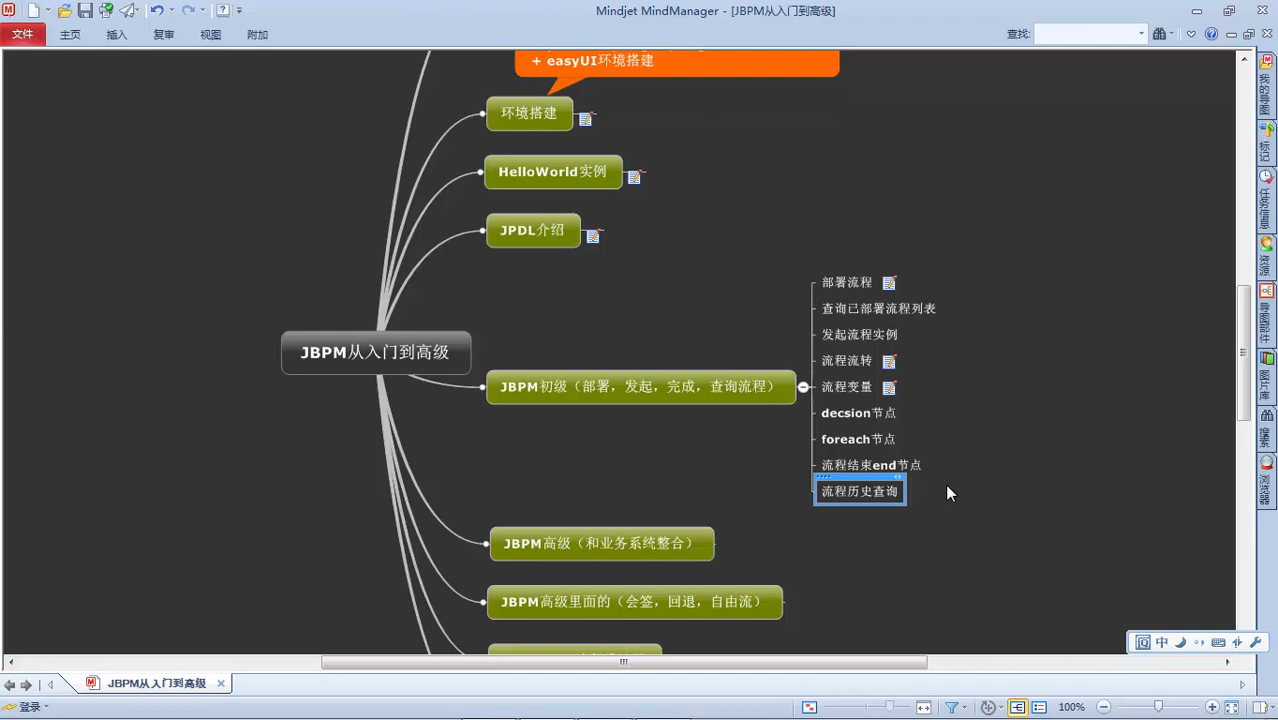 Mindjet MindManager - [JBPM从入门到高级]
文件
主页
插入
复审
视图
附加
查找:
+ easyUI环境搭建
环境搭建
HelloWorld实例
JPDL介绍
JBPM从入门到高级
JBPM初级（部署，发起，完成，查询流程）
部署流程
查询已部署流程列表
发起流程实例
流程流转
流程变量
decsion节点
foreach节点
流程结束end节点
流程历史查询
JBPM高级（和业务系统整合）
JBPM高级里面的（会签，回退，自由流）
我的导图
标记
任务信息
资源
导图部件
图片库
搜索
浏览器
中
JBPM从入门到高级
登录
100%